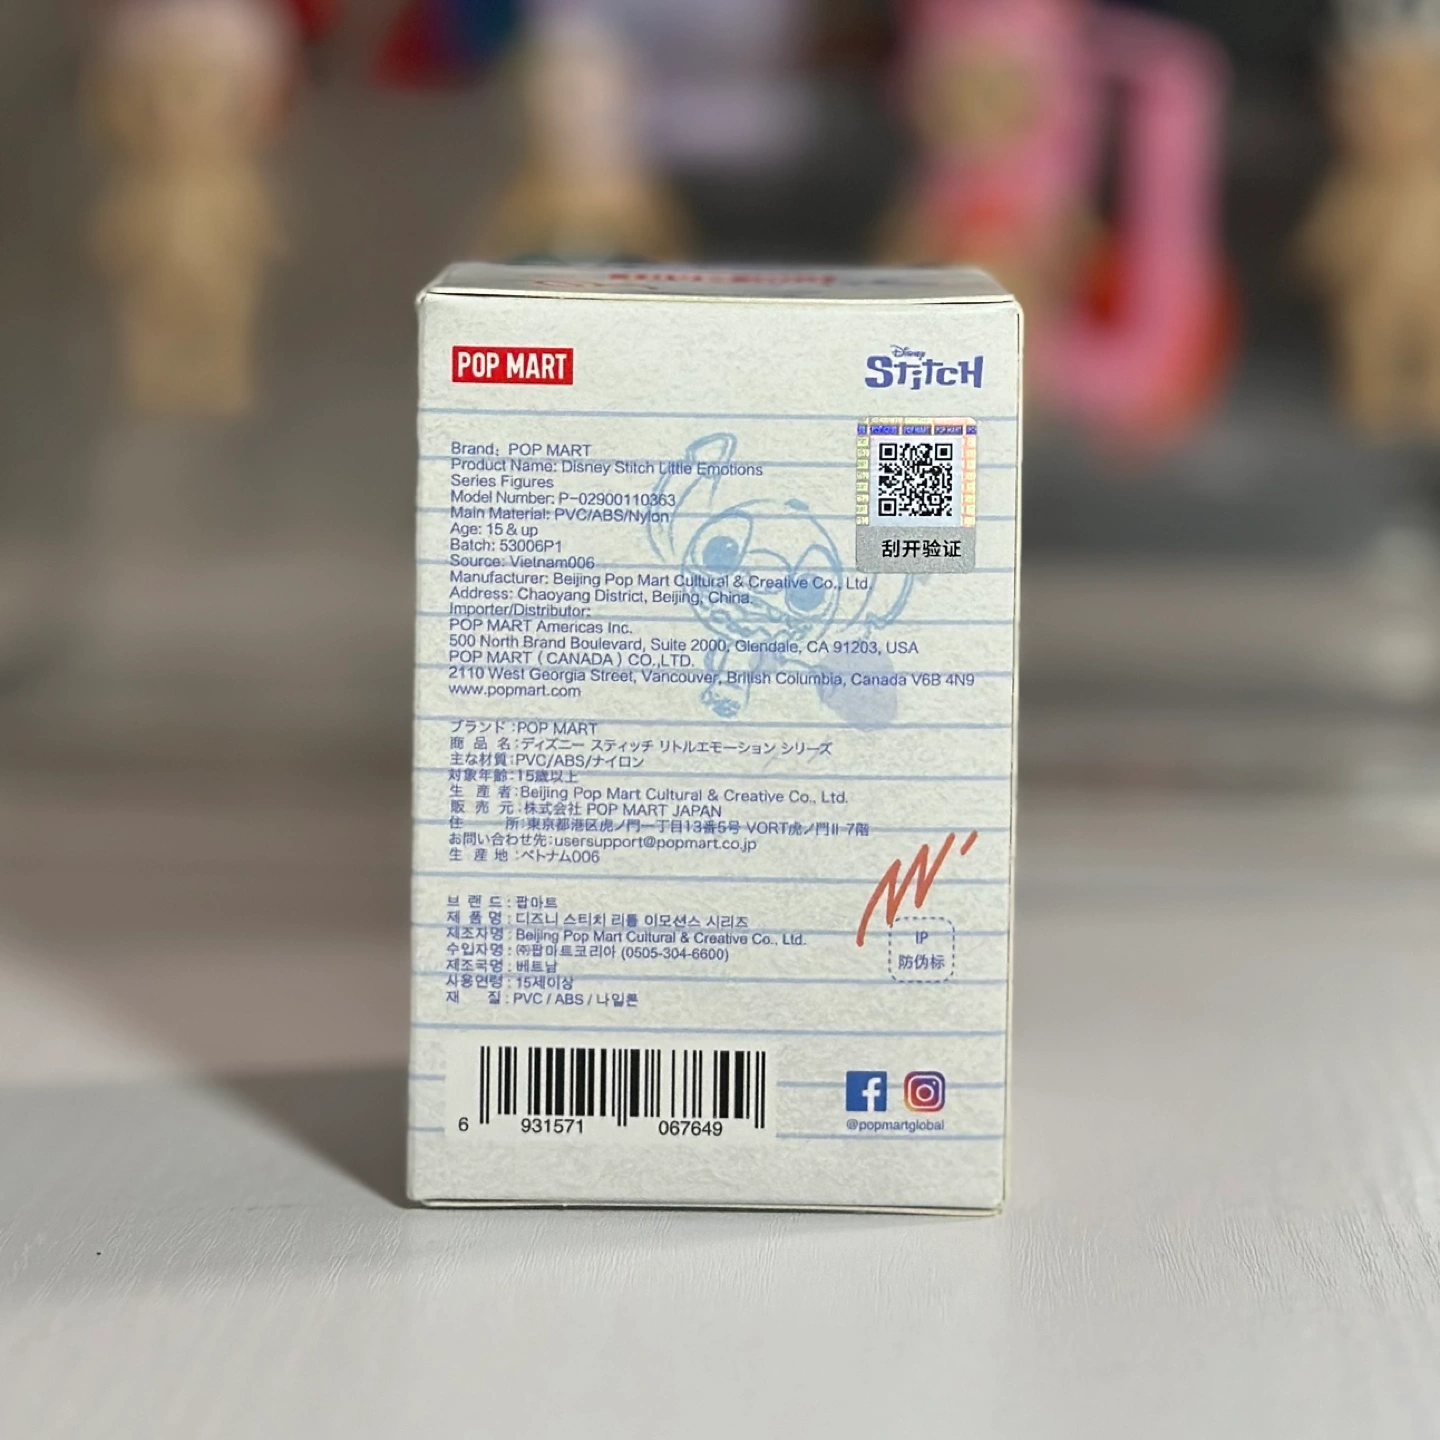 POP MART
Disney
Stitch
Brand: POP MART
Product Name: Disney Stitch Little Emotions
Series Figures
Model Number: P-02900110363
Main Material: PVC/ABS/Nylon
Age: 15 & up
Batch: 53006P1
Source: Vietnam006
Manufacturer: Beijing Pop Mart Cultural & Creative Co., Ltd.
Address: Chaoyang District, Beijing, China.
Importer/Distributor:
POP MART Americas Inc.
500 North Brand Boulevard, Suite 2000, Glendale, CA 91203, USA
POP MART ( CANADA ) CO.,LTD.
2110 West Georgia Street, Vancouver, British Columbia, Canada V6B 4N9
www.popmart.com
刮开验证
ブランド:POP MART
商品名:ディズニー スティッチ リトルエモーション シリーズ
主な材質:PVC/ABS/ナイロン
対象年齢:15歳以上
生産者:Beijing Pop Mart Cultural & Creative Co., Ltd.
販売元:株式会社 POP MART JAPAN
住所:東京都港区虎ノ門一丁目13番5号 VORT虎ノ門II 7階
お問い合わせ先:usersupport@popmart.co.jp
生産地:ベトナム006
브랜드:팝마트
제품명:디즈니 스티치 리틀 이모션스 시리즈
제조자명:Beijing Pop Mart Cultural & Creative Co., Ltd.
수입자명:㈜팝마트코리아 (0505-304-6600)
제조국명:베트남
사용연령:15세이상
재질:PVC / ABS / 나일론
IP
防伪标
6 931571 067649
@popmartglobal